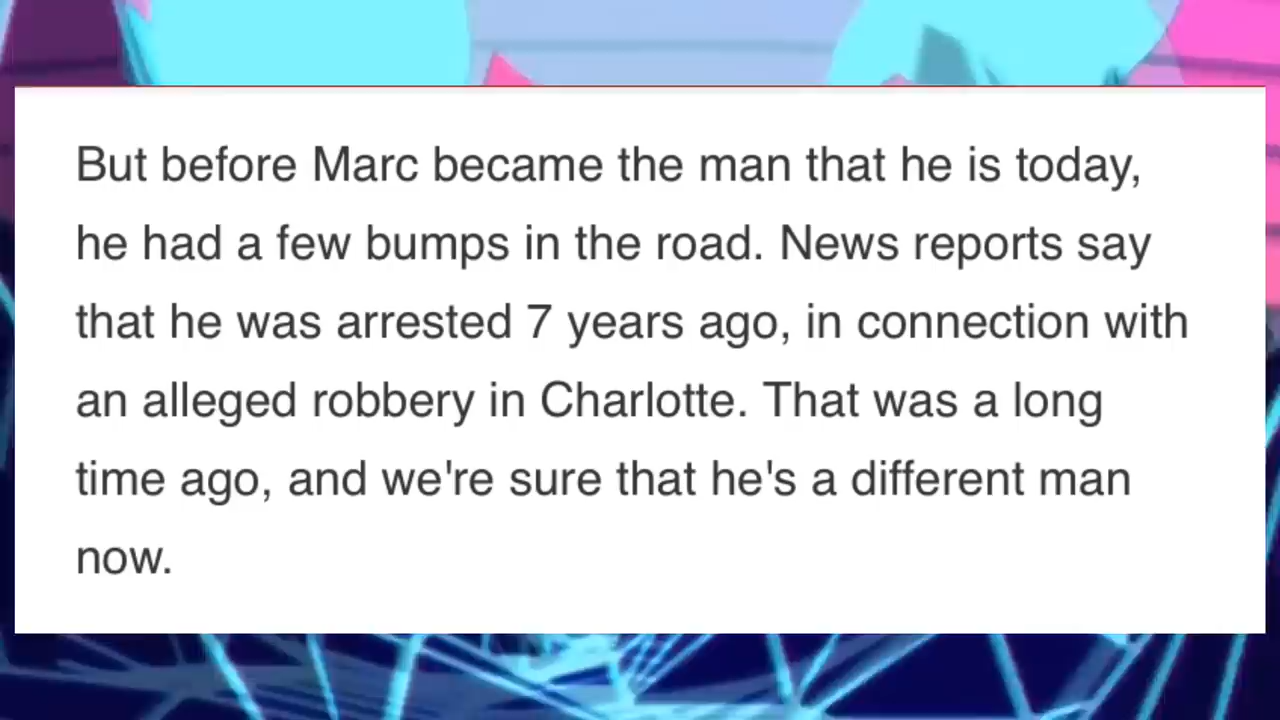 But before Marc became the man that he is today,
he had a few bumps in the road. News reports say
that he was arrested 7 years ago, in connection with
an alleged robbery in Charlotte. That was a long
time ago, and we're sure that he's a different man
now.